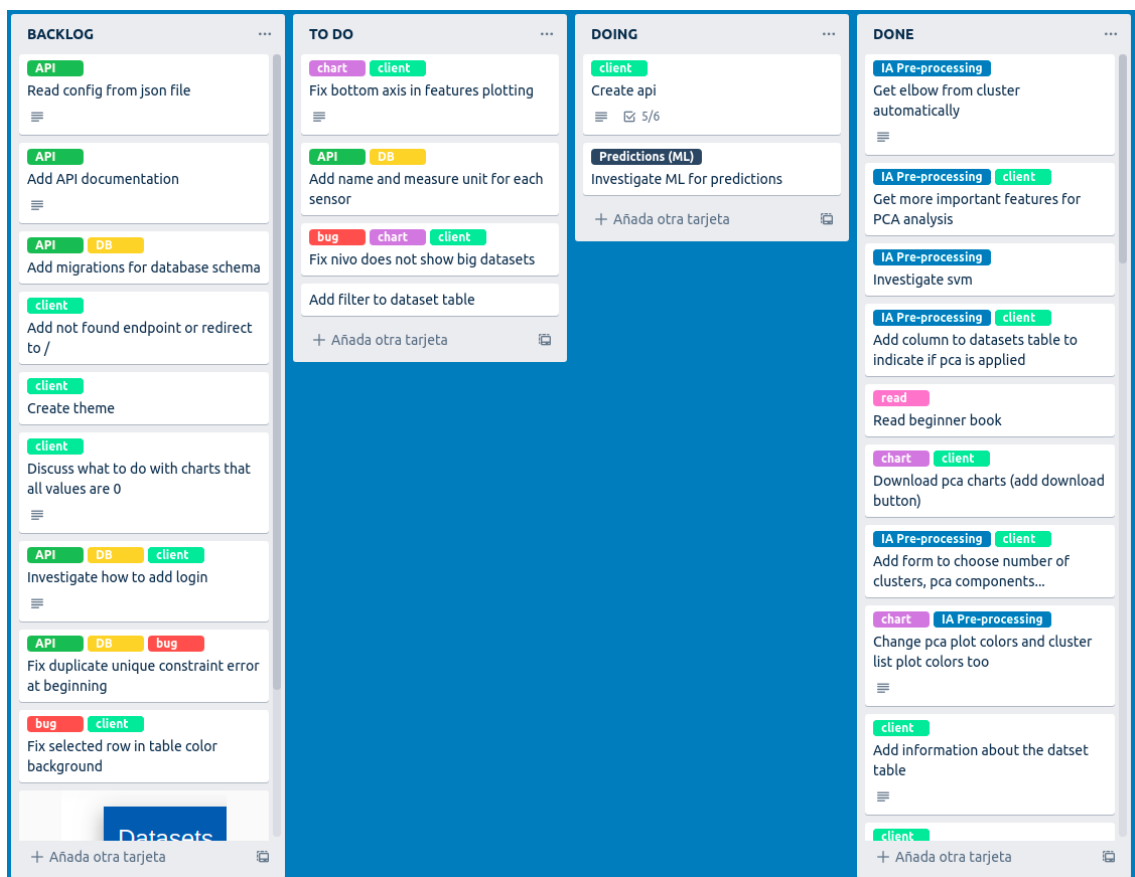 BACKLOG
API
Read config from json file
API
Add API documentation
API DB
Add migrations for database schema
client
Add not found endpoint or redirect
to /
client
Create theme
client
Discuss what to do with charts that
all values are 0
API DB client
Investigate how to add login
API DB bug
Fix duplicate unique constraint error
at beginning
bug client
Fix selected row in table color
background
Datasets
+ Añada otra tarjeta
TO DO
chart client
Fix bottom axis in features plotting
API DB
Add name and measure unit for each
sensor
bug chart client
Fix nivo does not show big datasets
Add filter to dataset table
+ Añada otra tarjeta
DOING
client
Create api
5/6
Predictions (ML)
Investigate ML for predictions
+ Añada otra tarjeta
DONE
IA Pre-processing
Get elbow from cluster
automatically
IA Pre-processing client
Get more important features for
PCA analysis
IA Pre-processing
Investigate svm
IA Pre-processing client
Add column to datasets table to
indicate if pca is applied
read
Read beginner book
chart client
Download pca charts (add download
button)
IA Pre-processing client
Add form to choose number of
clusters, pca components...
chart IA Pre-processing
Change pca plot colors and cluster
list plot colors too
client
Add information about the datset
table
client
+ Añada otra tarjeta